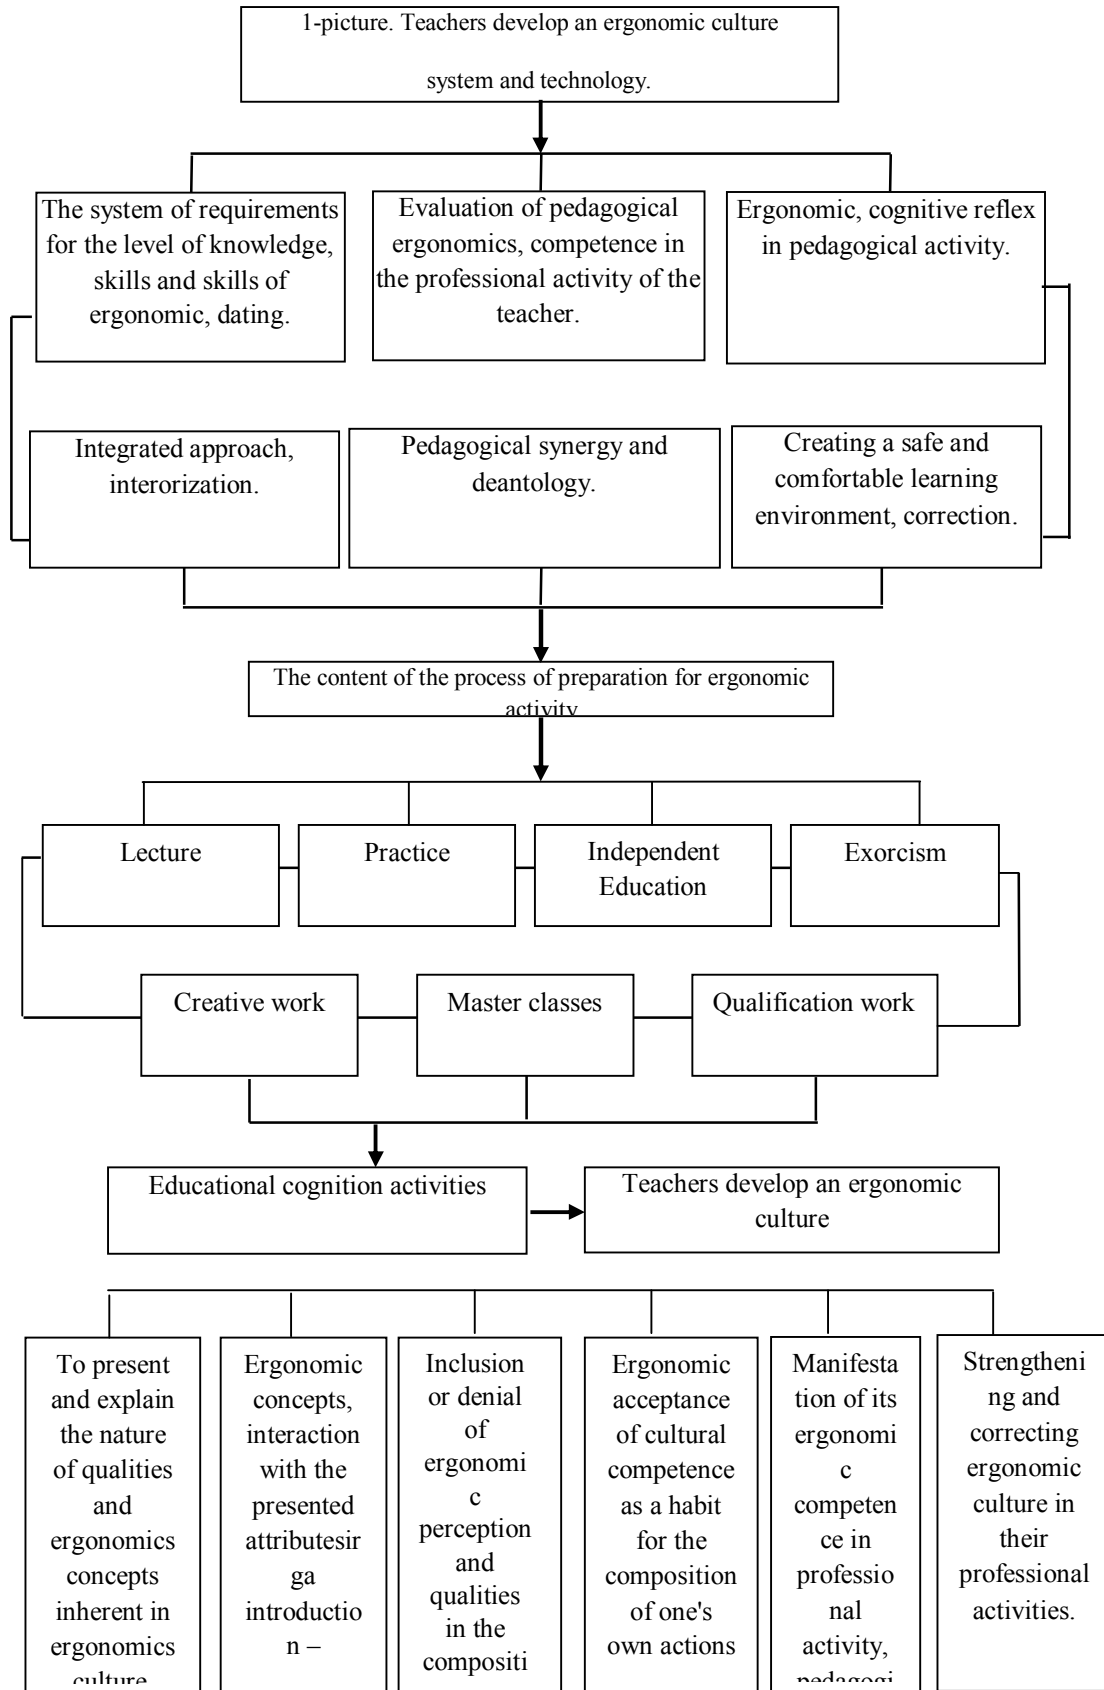 1-picture. Teachers develop an ergonomic culture
system and technology.
The system of requirements
for the level of knowledge,
skills and skills of
ergonomic, dating.
Evaluation of pedagogical
ergonomics, competence in
the professional activity of the
teacher.
Ergonomic, cognitive reflex
in pedagogical activity.
Integrated approach,
interorization.
Pedagogical synergy and
deantology.
Creating a safe and
comfortable learning
environment, correction.
The content of the process of preparation for ergonomic
activity
Lecture
Practice
Independent
Education
Exorcism
Creative work
Master classes
Qualification work
Educational cognition activities
Teachers develop an ergonomic
culture
To present
and explain
the nature
of qualities
and
ergonomics
concepts
inherent in
ergonomics
culture
Ergonomic
concepts,
interaction
with the
presented
attributesir
ga
introductio
n –
Inclusion
or denial
of
ergonomi
c
perception
and
qualities
in the
compositi
Ergonomic
acceptance
of cultural
competence
as a habit
for the
composition
of one's
own actions
Manifesta
tion of its
ergonomi
c
competen
ce in
professio
nal
activity,
pedagogi
Strengtheni
ng and
correcting
ergonomic
culture in
their
professional
activities.